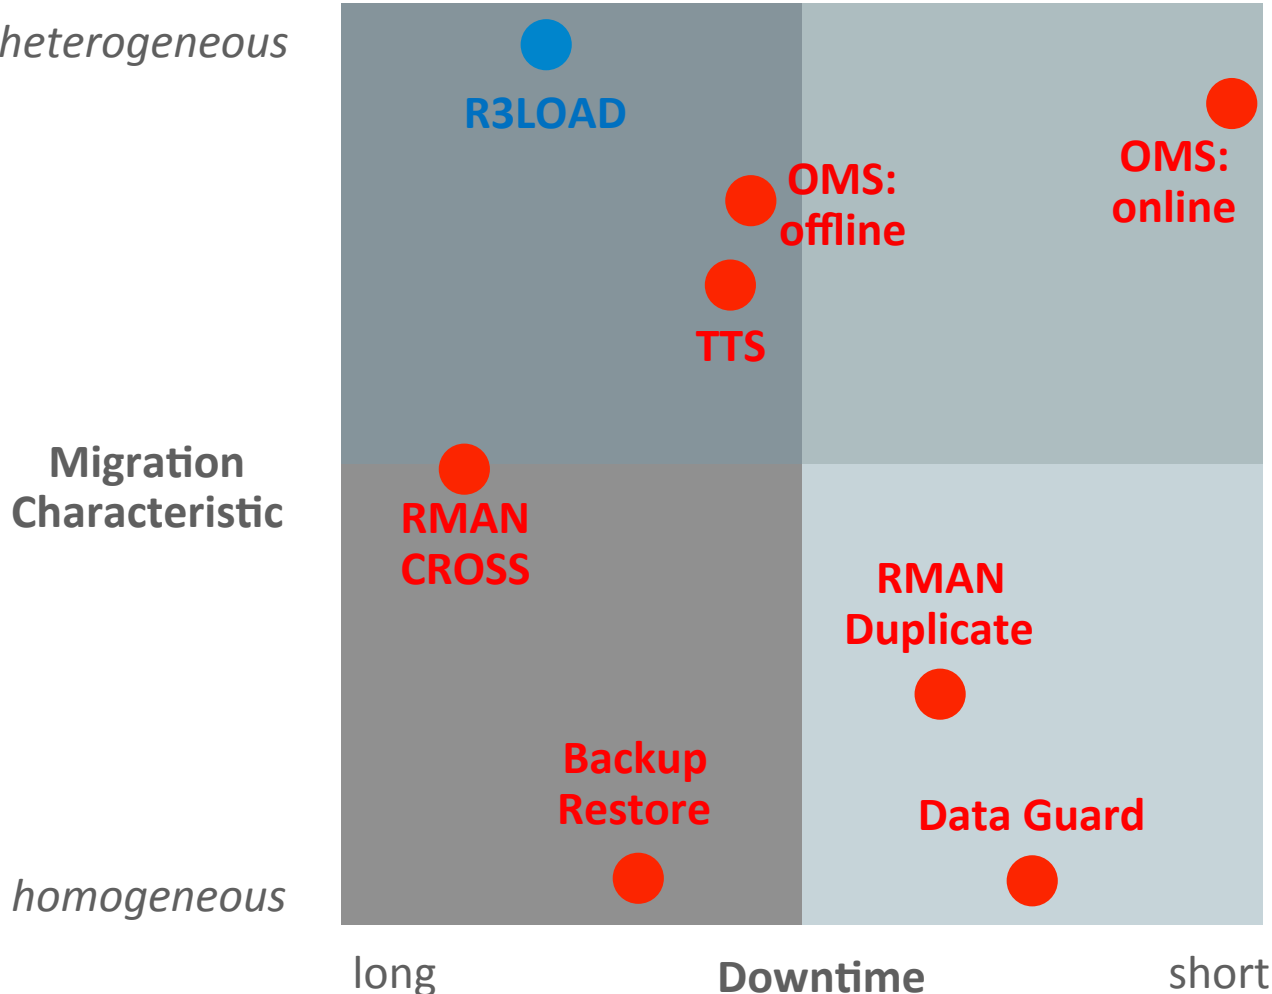 heterogeneous
R3LOAD
OMS:
online
OMS:
offline
TTS
Migration
Characteristic
RMAN
CROSS
RMAN
Duplicate
Backup
Restore
Data Guard
homogeneous
long
Downtime
short